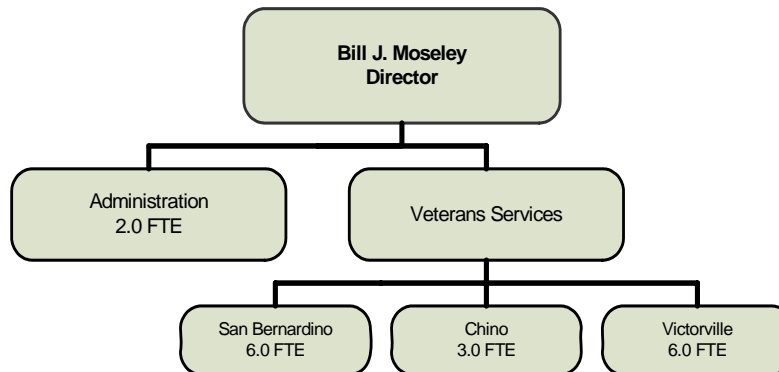 Bill J. Moseley
Director
Administration
2.0 FTE
Veterans Services
San Bernardino
6.0 FTE
Chino
3.0 FTE
Victorville
6.0 FTE